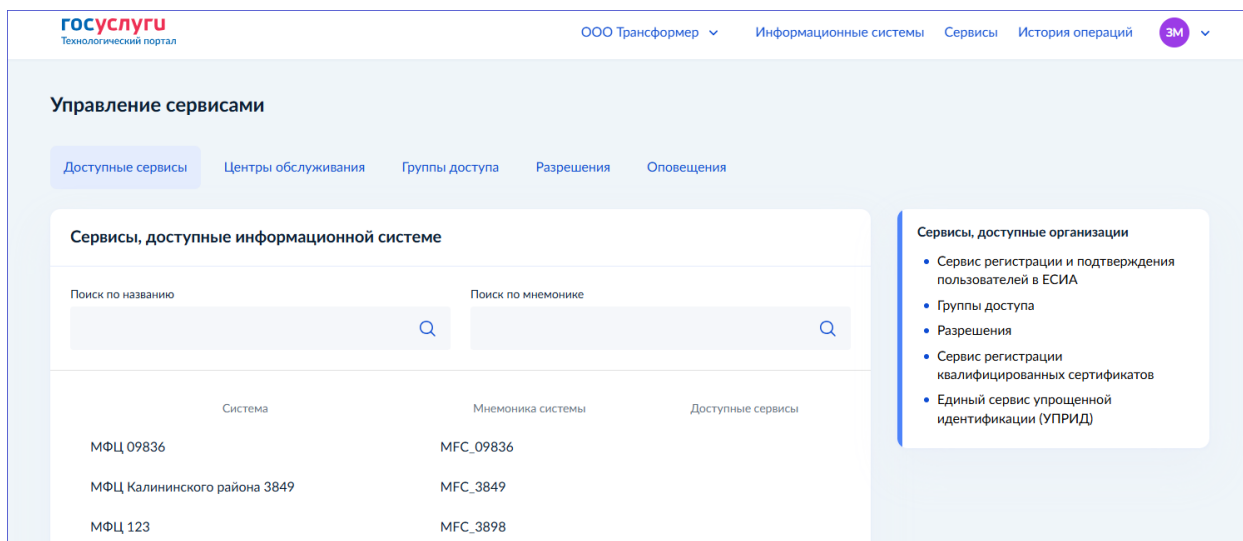 госуслуги
Технологический портал
ООО Трансформер
Информационные системы
Сервисы
История операций
ЗМ
Управление сервисами
Доступные сервисы
Центры обслуживания
Группы доступа
Разрешения
Оповещения
Сервисы, доступные информационной системе
Поиск по названию
Поиск по мнемонике
Система
Мнемоника системы
Доступные сервисы
МФЦ 09836
MFC_09836
МФЦ Калининского района 3849
MFC_3849
МФЦ 123
MFC_3898
Сервисы, доступные организации
Сервис регистрации и подтверждения
пользователей в ЕСИА
Группы доступа
Разрешения
Сервис регистрации
квалифицированных сертификатов
Единый сервис упрощенной
идентификации (УПРИД)